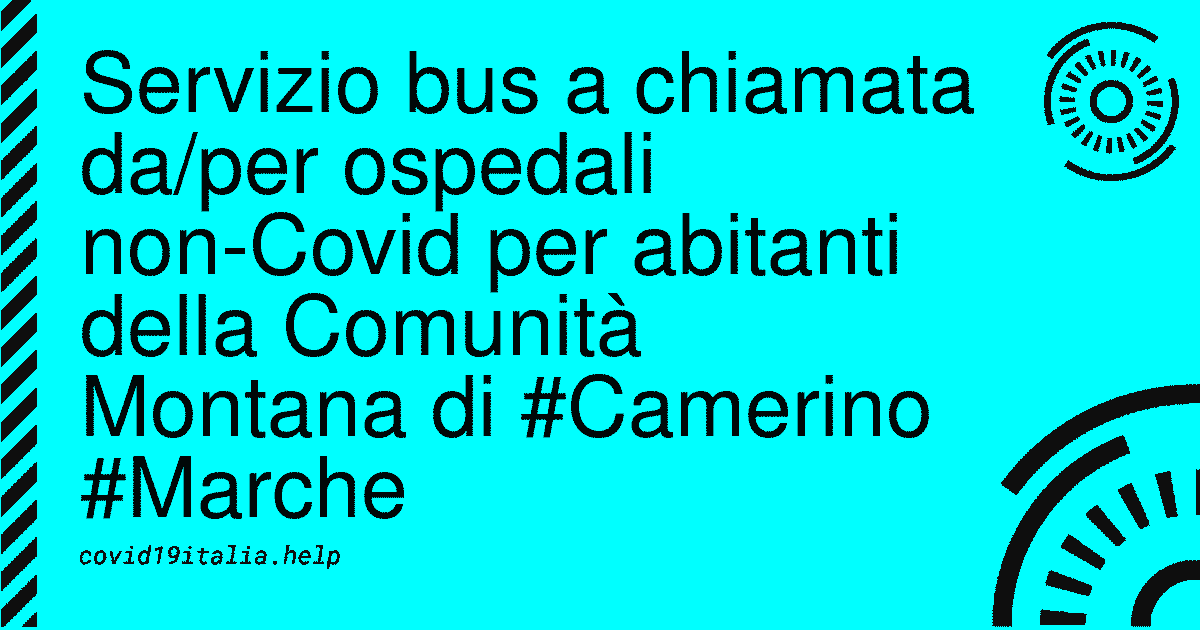 Servizio bus a chiamata
da/per ospedali
non-Covid per abitanti
della Comunità
Montana di #Camerino
#Marche
covid19italia.help